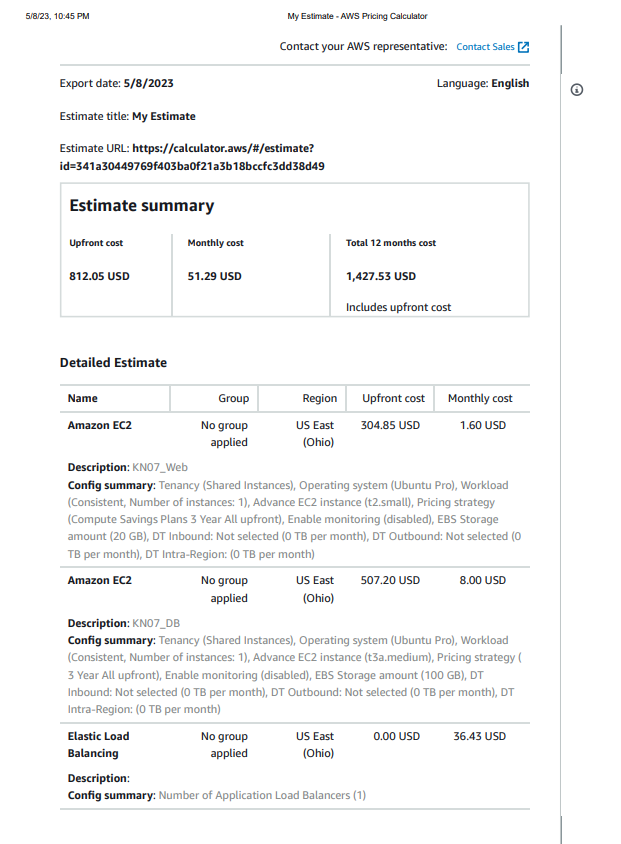 5/8/23, 10:45 PM My Estimate - AWS Pricing Calculator
Contact your AWS representative: Contact Sales
Export date: 5/8/2023 Language: English
Estimate title: My Estimate
Estimate URL: https://calculator.aws/#/estimate?
id=341a30449769f403ba0f21a3b18bccfc3dd38d49
Estimate summary
Upfront cost Monthly cost Total 12 months cost
812.05 USD 51.29 USD 1,427.53 USD
Includes upfront cost
Detailed Estimate
Name Group Region Upfront cost Monthly cost
Amazon EC2 No group US East 304.85 USD 1.60 USD
applied (Ohio)
Description: KN07_Web
Config summary: Tenancy (Shared Instances), Operating system (Ubuntu Pro), Workload
(Consistent, Number of instances: 1), Advance EC2 instance (t2.small), Pricing strategy
(Compute Savings Plans 3 Year All upfront), Enable monitoring (disabled), EBS Storage
amount (20 GB), DT Inbound: Not selected (0 TB per month), DT Outbound: Not selected (0
TB per month), DT Intra-Region: (0 TB per month)
Amazon EC2 No group US East 507.20 USD 8.00 USD
applied (Ohio)
Description: KN07_DB
Config summary: Tenancy (Shared Instances), Operating system (Ubuntu Pro), Workload
(Consistent, Number of instances: 1), Advance EC2 instance (t3a.medium), Pricing strategy (
3 Year All upfront), Enable monitoring (disabled), EBS Storage amount (100 GB), DT
Inbound: Not selected (0 TB per month), DT Outbound: Not selected (0 TB per month), DT
Intra-Region: (0 TB per month)
Elastic Load No group US East 0.00 USD 36.43 USD
Balancing applied (Ohio)
Description:
Config summary: Number of Application Load Balancers (1)